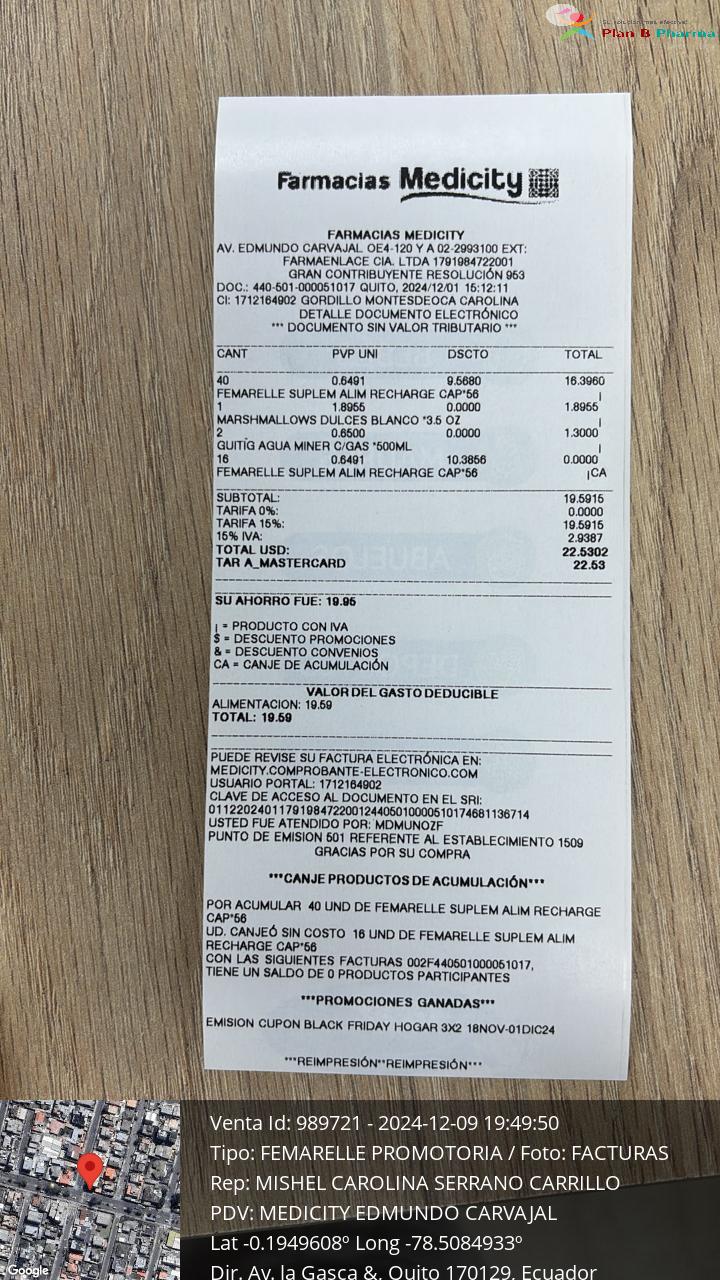 Su solución mas efectiva!
Plan B Pharma
Farmacias Medicity
FARMACIAS MEDICITY
AV. EDMUNDO CARVAJAL OE4-120 Y A 02-2993100 EXT:
FARMAENLACE CIA. LTDA 1791984722001
GRAN CONTRIBUYENTE RESOLUCIÓN 953
DOC.: 440-501-000051017 QUITO, 2024/12/01 15:12:11
CI: 1712164902 GORDILLO MONTESDEOCA CAROLINA
DETALLE DOCUMENTO ELECTRÓNICO
*** DOCUMENTO SIN VALOR TRIBUTARIO ***
CANT PVP UNI DSCTO TOTAL
40 0.6491 9.5680 16.3960
FEMARELLE SUPLEM ALIM RECHARGE CAP*56 ¡
1 1.8955 0.0000 1.8955
MARSHMALLOWS DULCES BLANCO *3.5 OZ ¡
2 0.6500 0.0000 1.3000
GUITIG AGUA MINER C/GAS *500ML ¡
16 0.6491 10.3856 0.0000
FEMARELLE SUPLEM ALIM RECHARGE CAP*56 ¡CA
SUBTOTAL: 19.5915
TARIFA 0%: 0.0000
TARIFA 15%: 19.5915
15% IVA: 2.9387
TOTAL USD: 22.5302
TAR A_MASTERCARD 22.53
SU AHORRO FUE: 19.95
¡ = PRODUCTO CON IVA
$ = DESCUENTO PROMOCIONES
& = DESCUENTO CONVENIOS
CA = CANJE DE ACUMULACIÓN
VALOR DEL GASTO DEDUCIBLE
ALIMENTACION: 19.59
TOTAL: 19.59
PUEDE REVISE SU FACTURA ELECTRÓNICA EN:
MEDICITY.COMPROBANTE-ELECTRONICO.COM
USUARIO PORTAL: 1712164902
CLAVE DE ACCESO AL DOCUMENTO EN EL SRI:
0112202401179198472200124405010000510174681136714
USTED FUE ATENDIDO POR: MDMUNOZF
PUNTO DE EMISION 501 REFERENTE AL ESTABLECIMIENTO 1509
GRACIAS POR SU COMPRA
***CANJE PRODUCTOS DE ACUMULACIÓN***
POR ACUMULAR 40 UND DE FEMARELLE SUPLEM ALIM RECHARGE
CAP*56
UD. CANJEÓ SIN COSTO 16 UND DE FEMARELLE SUPLEM ALIM
RECHARGE CAP*56
CON LAS SIGUIENTES FACTURAS 002F440501000051017,
TIENE UN SALDO DE 0 PRODUCTOS PARTICIPANTES
***PROMOCIONES GANADAS***
EMISION CUPON BLACK FRIDAY HOGAR 3X2 18NOV-01DIC24
***REIMPRESIÓN**REIMPRESIÓN***
Venta Id: 989721 - 2024-12-09 19:49:50
Tipo: FEMARELLE PROMOTORIA / Foto: FACTURAS
Rep: MISHEL CAROLINA SERRANO CARRILLO
PDV: MEDICITY EDMUNDO CARVAJAL
Lat -0.1949608º Long -78.5084933º
Dir. Av. la Gasca &, Quito 170129, Ecuador
Google